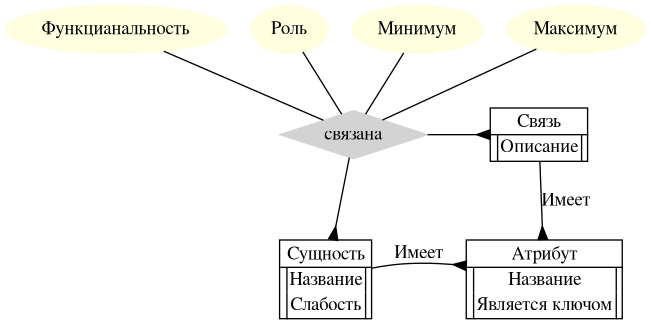 Функцианальность
Роль
Минимум
Максимум
связана
Связь
Описание
Имеет
Сущность
Название
Слабость
Имеет
Атрибут
Название
Является ключом